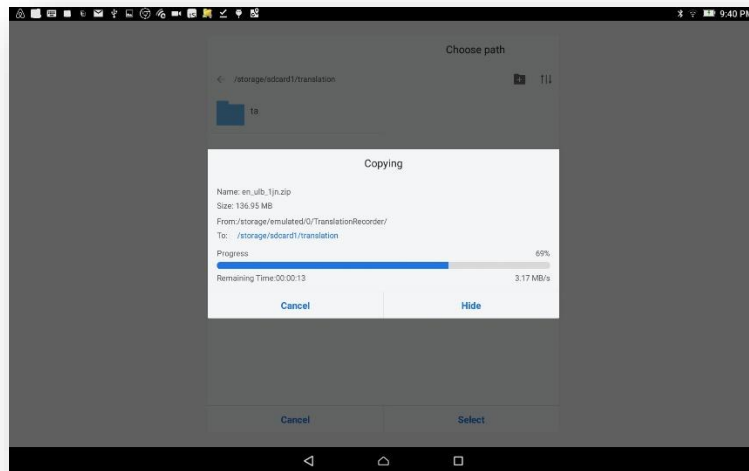 9:40 PM
Choose path
/storage/sdcard1/translation
ta
Copying
Name: en_ulb_1jn.zip
Size: 136.95 MB
From:/storage/emulated/0/TranslationRecorder/
To: /storage/sdcard1/translation
Progress 69%
Remaining Time:00:00:13 3.17 MB/s
Cancel Hide
Cancel Select